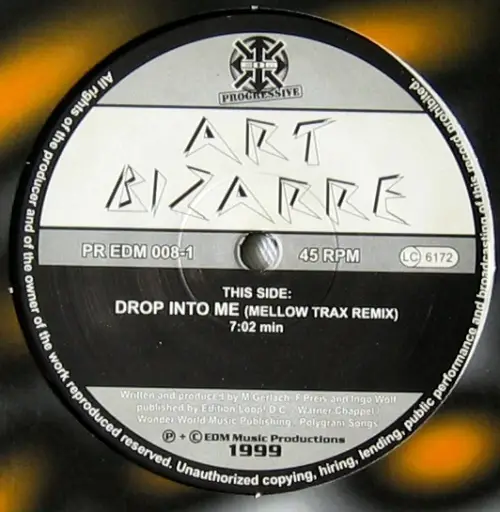 PROGRESSIVE
ART
BIZARRE
PR EDM 008-1
45 RPM
LC 6172
THIS SIDE:
DROP INTO ME (MELLOW TRAX REMIX)
7:02 min
Written and produced by M.Gerlach, F.Preis and Ingo Wolf
published by Edition Loop! D.C. / Warner Chappel /
Wonder World Music Publishing / Polygram Songs
℗ + © EDM Music Productions
1999
All rights of the producer and of the owner of the work reproduced reserved. Unauthorized copying, hiring, lending, public performance and broadcasting of this record prohibited.